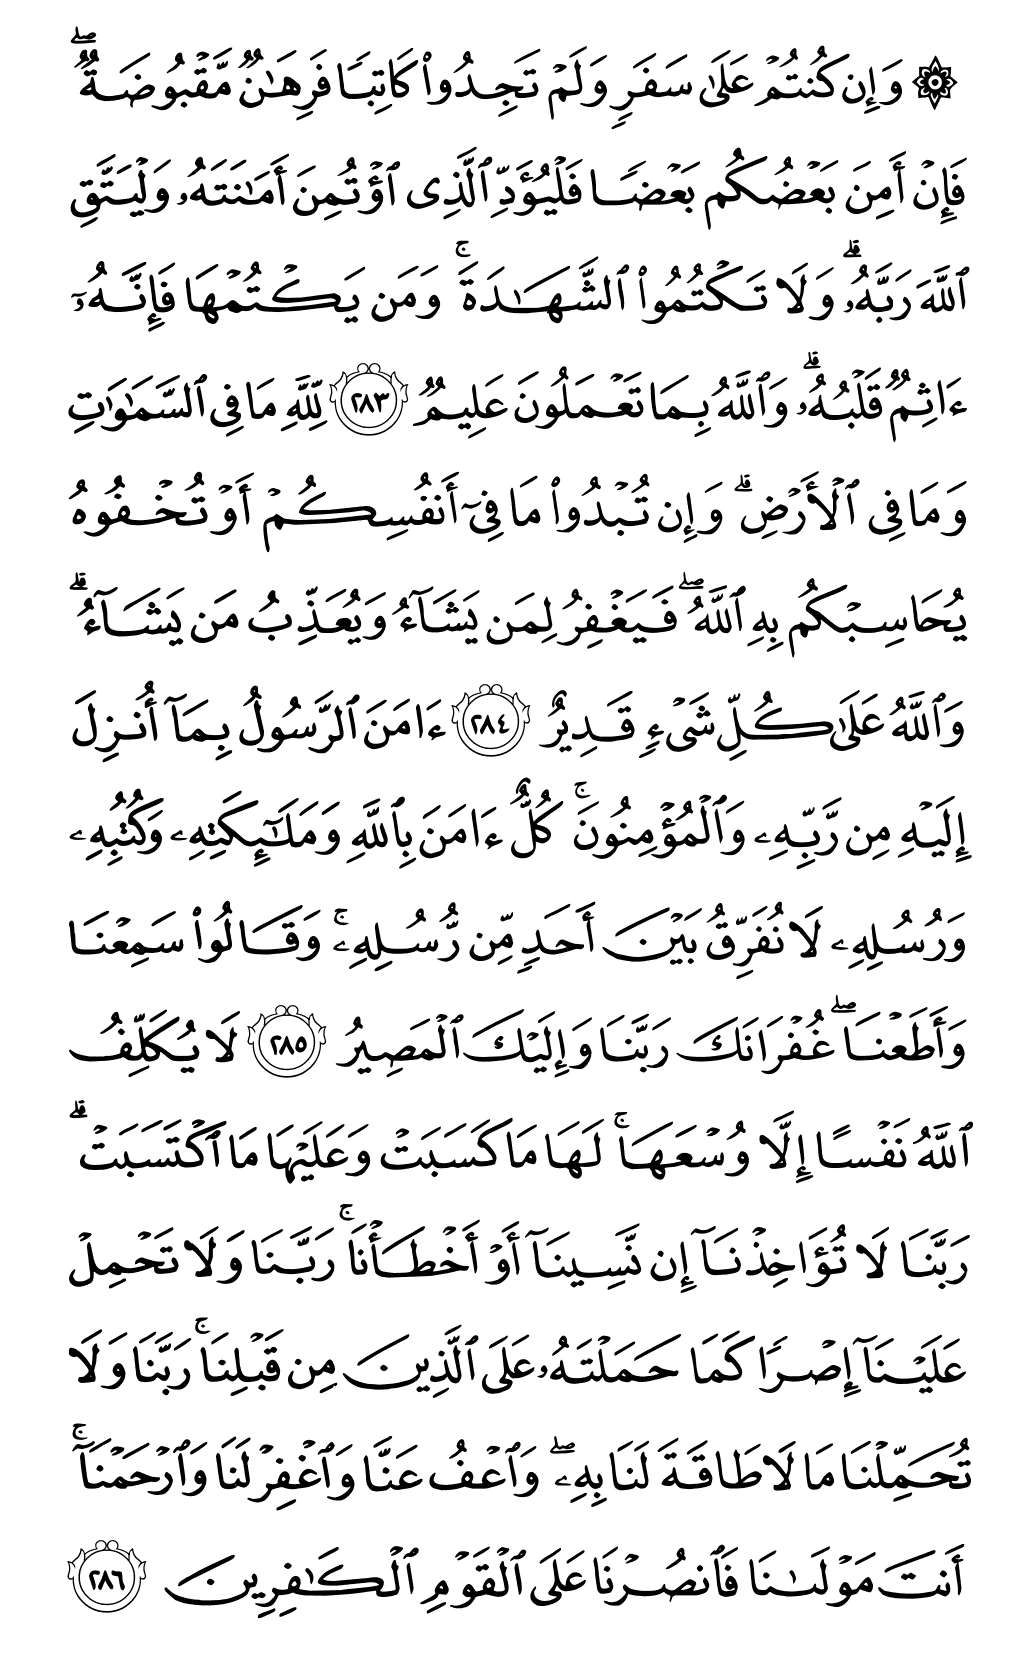 ۞ وَإِن كُنتُمۡ عَلَىٰ سَفَرٖ وَلَمۡ تَجِدُواْ كَاتِبٗا فَرِهَٰنٞ مَّقۡبُوضَةٞۖ
فَإِنۡ أَمِنَ بَعۡضُكُم بَعۡضٗا فَلۡيُؤَدِّ ٱلَّذِي ٱؤۡتُمِنَ أَمَٰنَتَهُۥ وَلۡيَتَّقِ
ٱللَّهَ رَبَّهُۥۗ وَلَا تَكۡتُمُواْ ٱلشَّهَٰدَةَۚ وَمَن يَكۡتُمۡهَا فَإِنَّهُۥٓ
ءَاثِمٞ قَلۡبُهُۥۗ وَٱللَّهُ بِمَا تَعۡمَلُونَ عَلِيمٞ ٢٨٣ لِّلَّهِ مَا فِي ٱلسَّمَٰوَٰتِ
وَمَا فِي ٱلۡأَرۡضِۗ وَإِن تُبۡدُواْ مَا فِيٓ أَنفُسِكُمۡ أَوۡ تُخۡفُوهُ
يُحَاسِبۡكُم بِهِ ٱللَّهُۖ فَيَغۡفِرُ لِمَن يَشَآءُ وَيُعَذِّبُ مَن يَشَآءُۗ
وَٱللَّهُ عَلَىٰ كُلِّ شَيۡءٖ قَدِيرٌ ٢٨٤ ءَامَنَ ٱلرَّسُولُ بِمَآ أُنزِلَ
إِلَيۡهِ مِن رَّبِّهِۦ وَٱلۡمُؤۡمِنُونَۚ كُلٌّ ءَامَنَ بِٱللَّهِ وَمَلَٰٓئِكَتِهِۦ وَكُتُبِهِۦ
وَرُسُلِهِۦ لَا نُفَرِّقُ بَيۡنَ أَحَدٖ مِّن رُّسُلِهِۦۚ وَقَالُواْ سَمِعۡنَا
وَأَطَعۡنَاۖ غُفۡرَانَكَ رَبَّنَا وَإِلَيۡكَ ٱلۡمَصِيرُ ٢٨٥ لَا يُكَلِّفُ
ٱللَّهُ نَفۡسًا إِلَّا وُسۡعَهَاۚ لَهَا مَا كَسَبَتۡ وَعَلَيۡهَا مَا ٱكۡتَسَبَتۡۗ
رَبَّنَا لَا تُؤَاخِذۡنَآ إِن نَّسِينَآ أَوۡ أَخۡطَأۡنَاۚ رَبَّنَا وَلَا تَحۡمِلۡ
عَلَيۡنَآ إِصۡرٗا كَمَا حَمَلۡتَهُۥ عَلَى ٱلَّذِينَ مِن قَبۡلِنَاۚ رَبَّنَا وَلَا
تُحَمِّلۡنَا مَا لَا طَاقَةَ لَنَا بِهِۦۖ وَٱعۡفُ عَنَّا وَٱغۡفِرۡ لَنَا وَٱرۡحَمۡنَآۚ
أَنتَ مَوۡلَىٰنَا فَٱنصُرۡنَا عَلَى ٱلۡقَوۡمِ ٱلۡكَٰفِرِينَ ٢٨٦